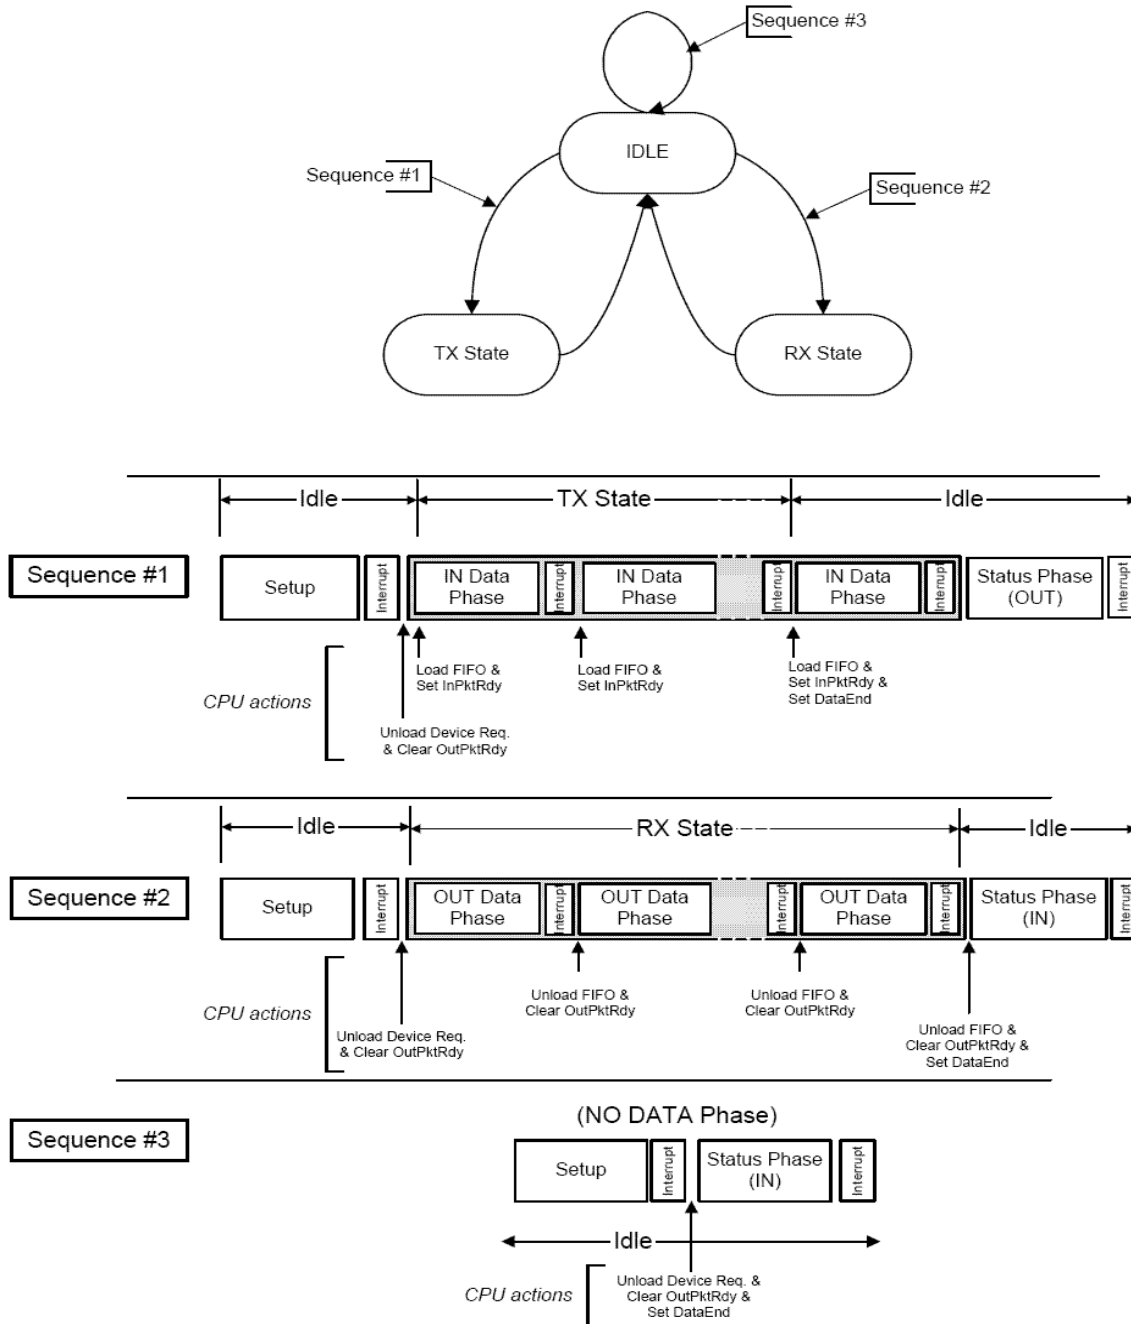 Sequence #3
IDLE
Sequence #1
Sequence #2
TX State
RX State
Idle
TX State
Idle
Sequence #1
Setup
Interrupt
IN Data
Phase
Interrupt
IN Data
Phase
Interrupt
IN Data
Phase
Interrupt
Status Phase
(OUT)
Interrupt
CPU actions
Load FIFO &
Set InPktRdy
Load FIFO &
Set InPktRdy
Load FIFO &
Set InPktRdy &
Set DataEnd
Unload Device Req.
& Clear OutPktRdy
Idle
RX State
Idle
Sequence #2
Setup
Interrupt
OUT Data
Phase
Interrupt
OUT Data
Phase
Interrupt
OUT Data
Phase
Interrupt
Status Phase
(IN)
Interrupt
CPU actions
Unload Device Req.
& Clear OutPktRdy
Unload FIFO &
Clear OutPktRdy
Unload FIFO &
Clear OutPktRdy
Unload FIFO &
Clear OutPktRdy &
Set DataEnd
Sequence #3
(NO DATA Phase)
Setup
Interrupt
Status Phase
(IN)
Interrupt
Idle
CPU actions
Unload Device Req. &
Clear OutPktRdy &
Set DataEnd